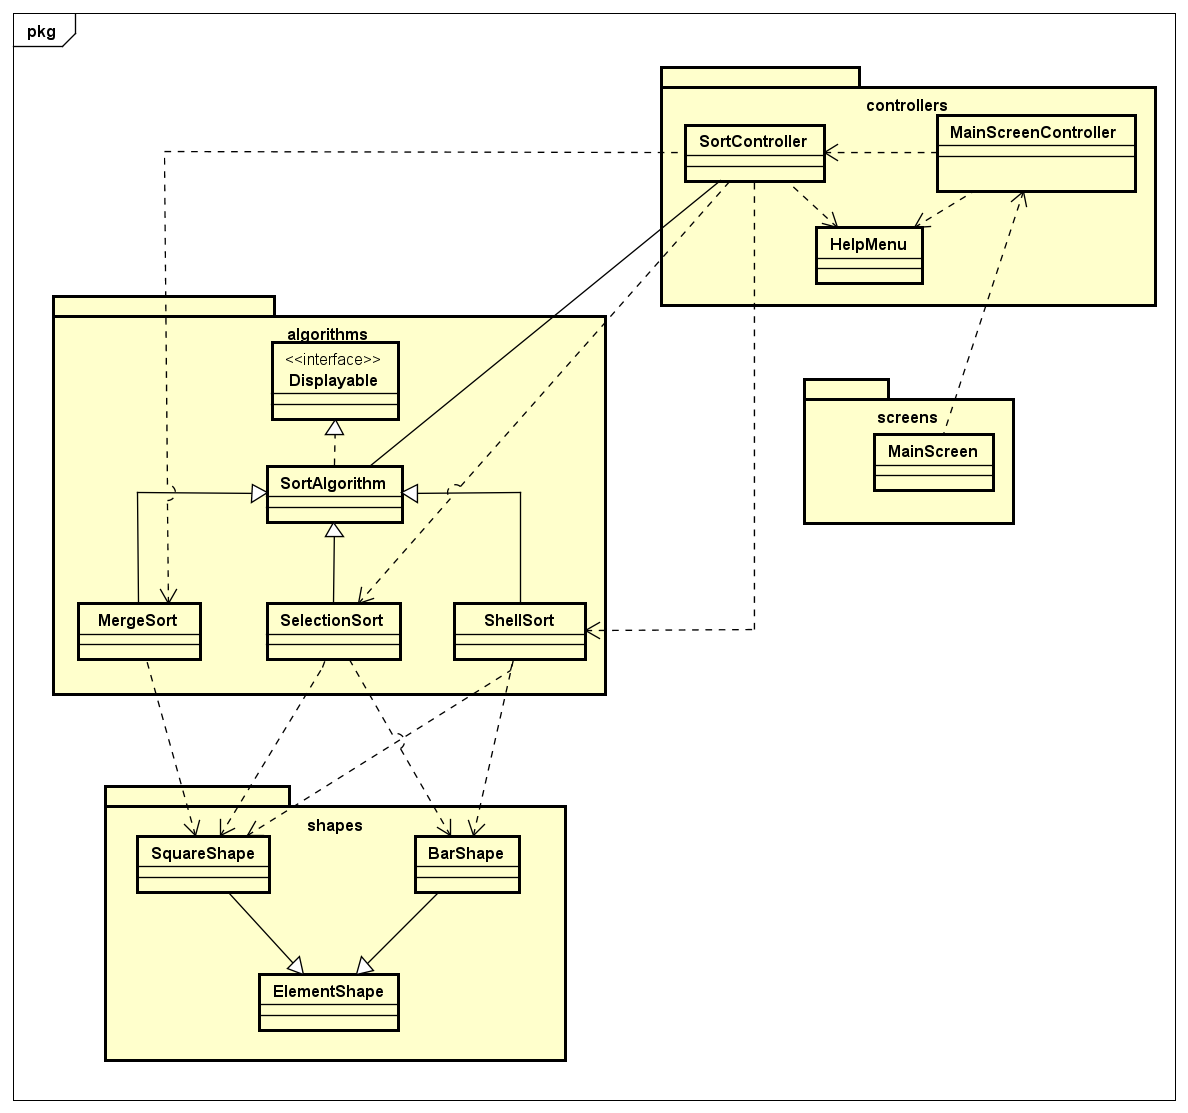 pkg
controllers
SortController
MainScreenController
HelpMenu
algorithms
<<interface>>
Displayable
screens
MainScreen
SortAlgorithm
MergeSort
SelectionSort
ShellSort
shapes
SquareShape
BarShape
ElementShape